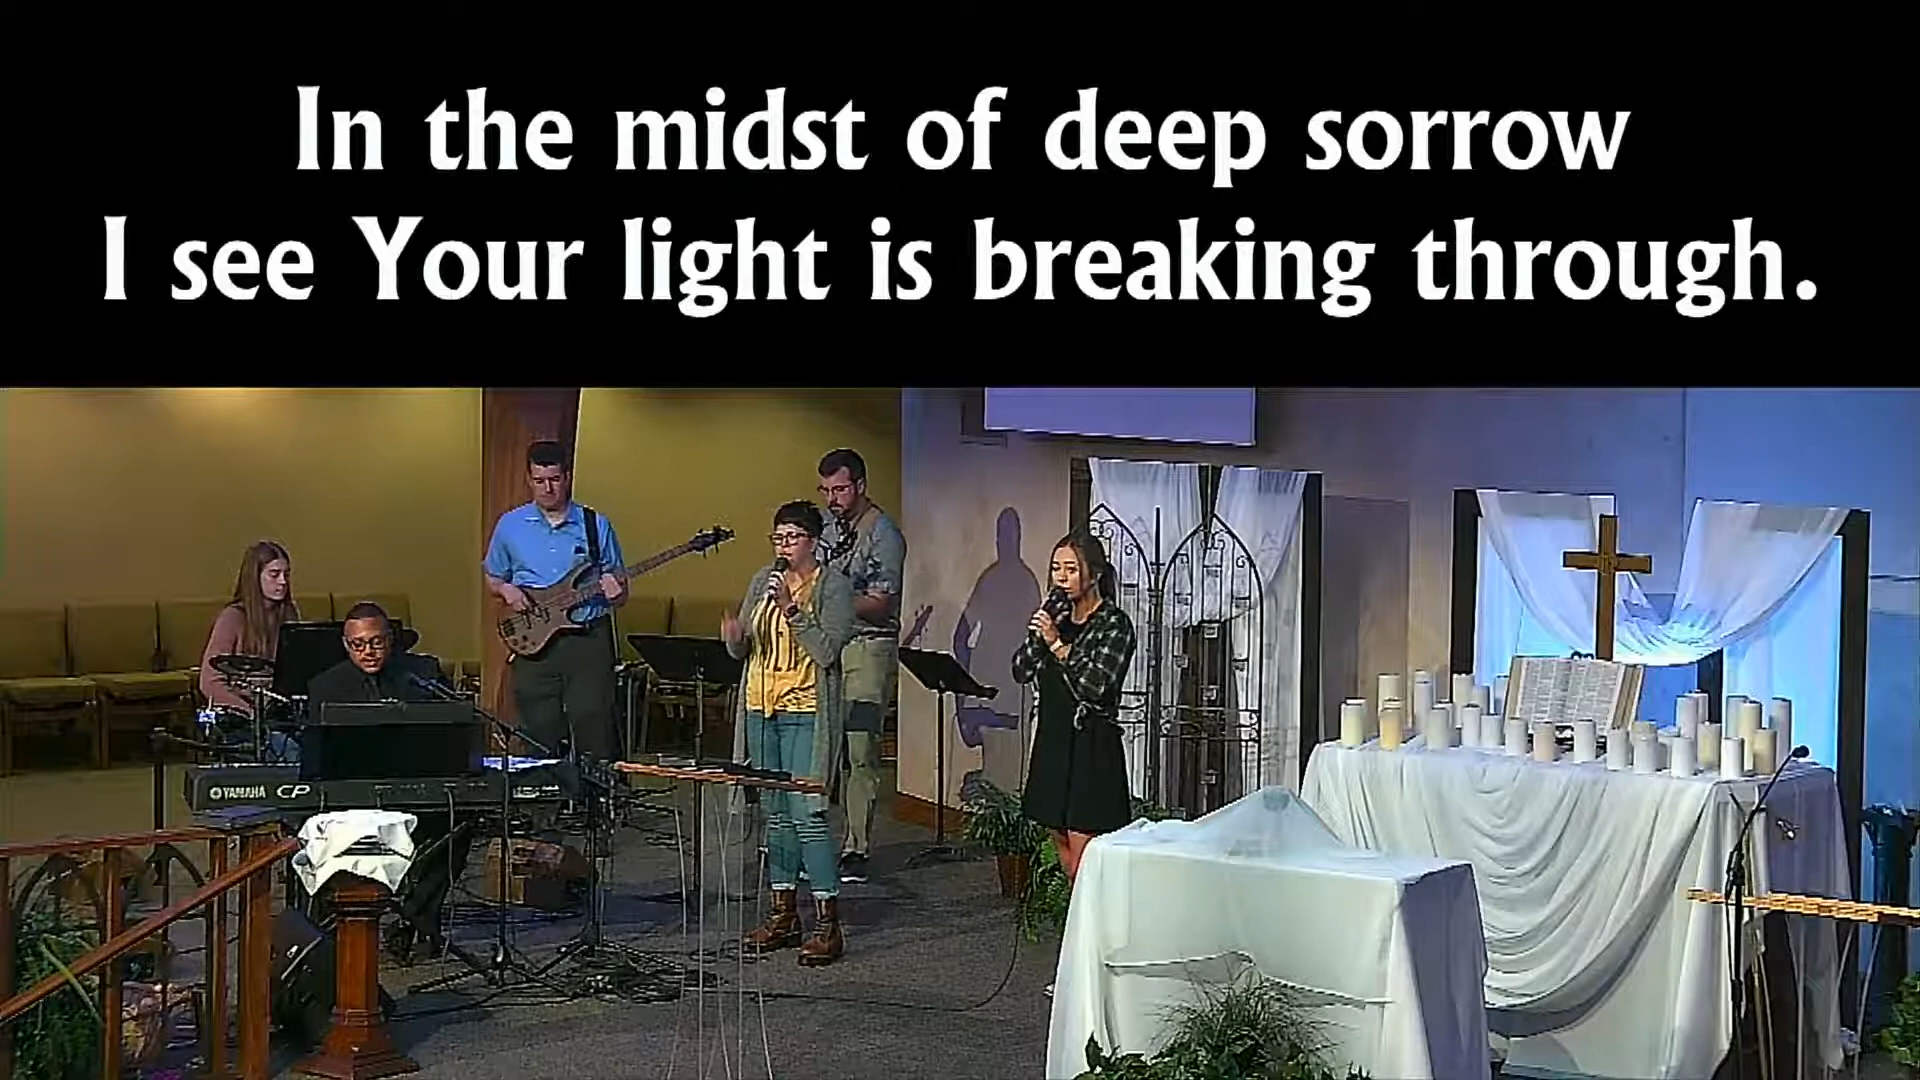 In the midst of deep sorrow
I see Your light is breaking through.
YAMAHA CP